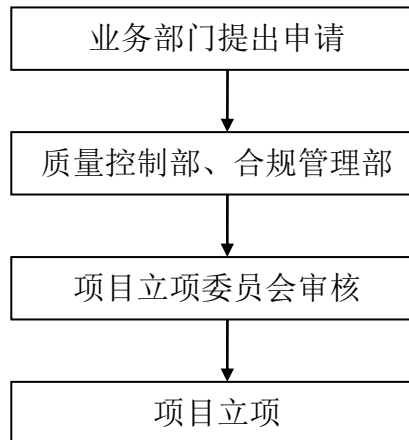 业务部门提出申请
质量控制部、合规管理部
项目立项委员会审核
项目立项